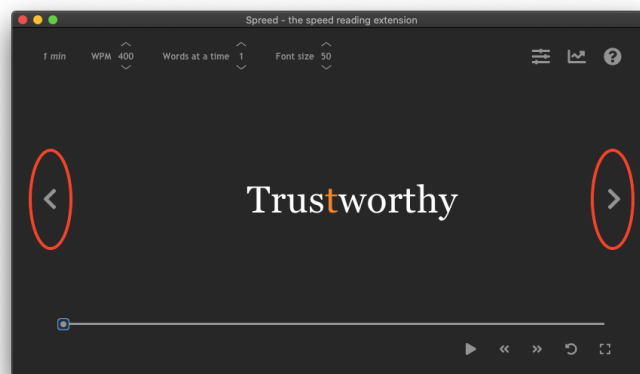 Spreed - the speed reading extension
1 min WPM 400 Words at a time 1 Font size 50
Trustworthy